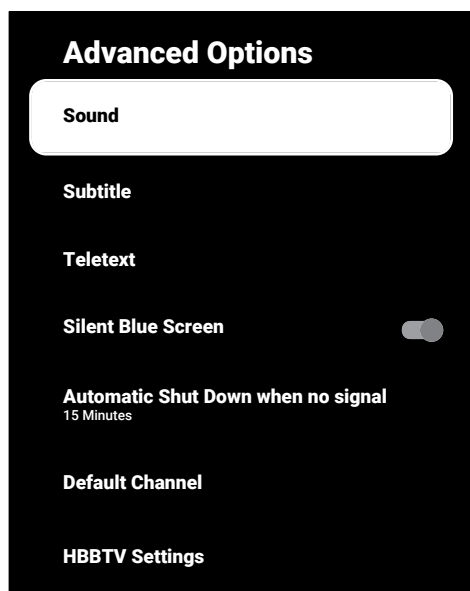 Advanced Options
Sound
Subtitle
Teletext
Silent Blue Screen
Automatic Shut Down when no signal
15 Minutes
Default Channel
HBBTV Settings